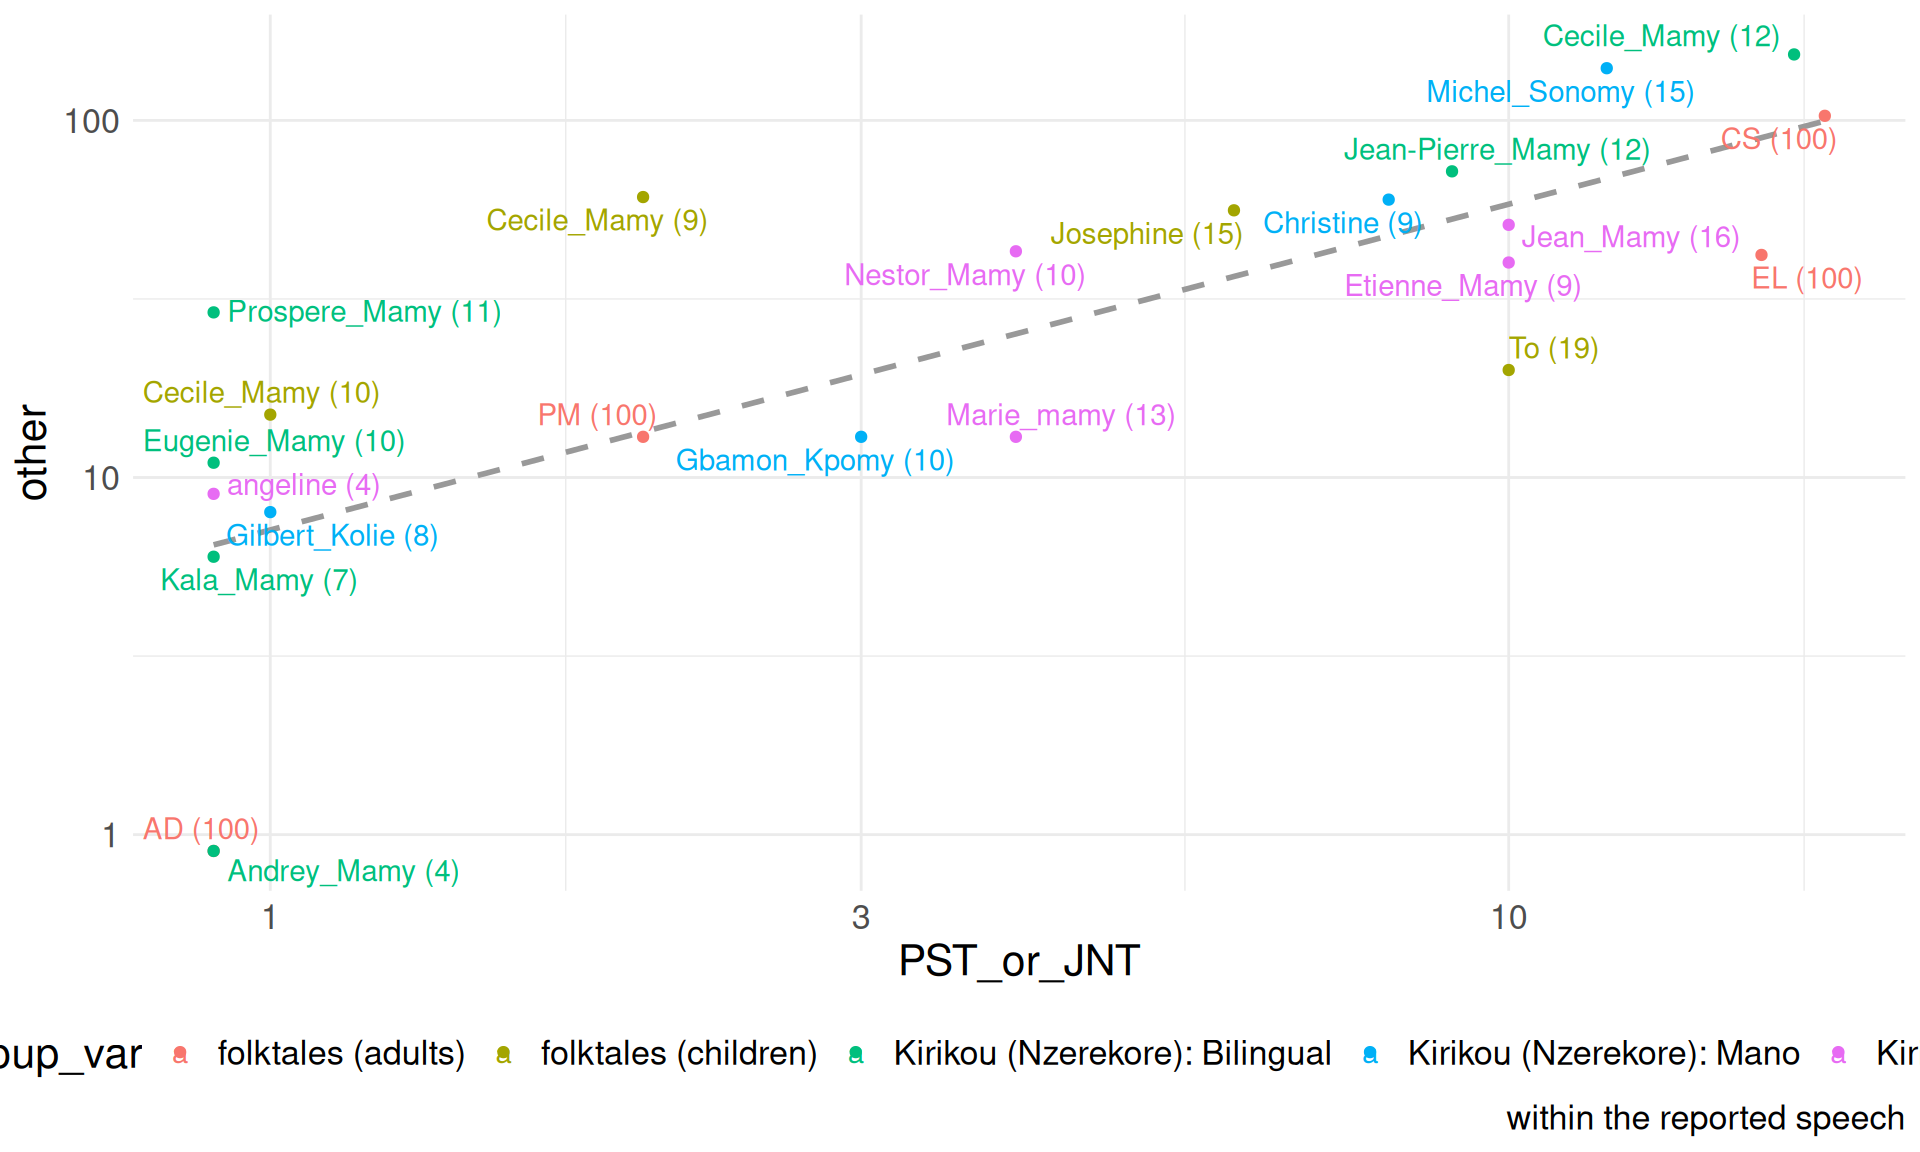 Cecile_Mamy (12)
Michel_Sonomy (15)
100
CS (100)
Jean-Pierre_Mamy (12)
Cecile_Mamy (9)
Josephine (15)
Christine (9)
Jean_Mamy (16)
Nestor_Mamy (10)
EL (100)
Etienne_Mamy (9)
Prospere_Mamy (11)
To (19)
Cecile_Mamy (10)
PM (100)
Marie_mamy (13)
other
Eugenie_Mamy (10)
Gbamon_Kpomy (10)
10
angeline (4)
Gilbert_Kolie (8)
Kala_Mamy (7)
AD (100)
1
Andrey_Mamy (4)
1 3 10
PST_or_JNT
oup_var a folktales (adults) a folktales (children) a Kirikou (Nzerekore): Bilingual a Kirikou (Nzerekore): Mano a Kir
within the reported speech